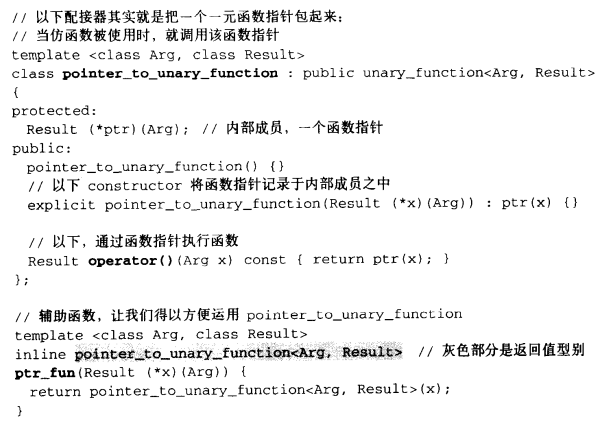 // 以下配接器其实就是把一个一元函数指针包起来；
// 当仿函数被使用时，就调用该函数指针
template <class Arg, class Result>
class pointer_to_unary_function : public unary_function<Arg, Result>
{
protected:
  Result (*ptr)(Arg); // 内部成员，一个函数指针
public:
  pointer_to_unary_function() {}
  // 以下 constructor 将函数指针记录于内部成员之中
  explicit pointer_to_unary_function(Result (*x)(Arg)) : ptr(x) {}

  // 以下，通过函数指针执行函数
  Result operator()(Arg x) const { return ptr(x); }
};

// 辅助函数，让我们得以方便运用 pointer_to_unary_function
template <class Arg, class Result>
inline pointer_to_unary_function<Arg, Result> // 灰色部分是返回值型别
ptr_fun(Result (*x)(Arg)) {
  return pointer_to_unary_function<Arg, Result>(x);
}